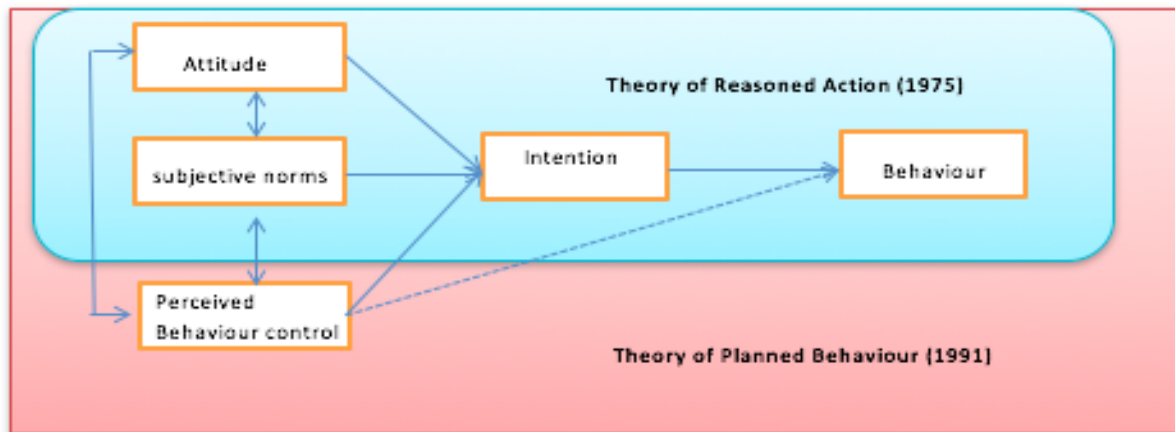 Attitude
Theory of Reasoned Action (1975)
subjective norms
Intention
Behaviour
Perceived
Behaviour control
Theory of Planned Behaviour (1991)